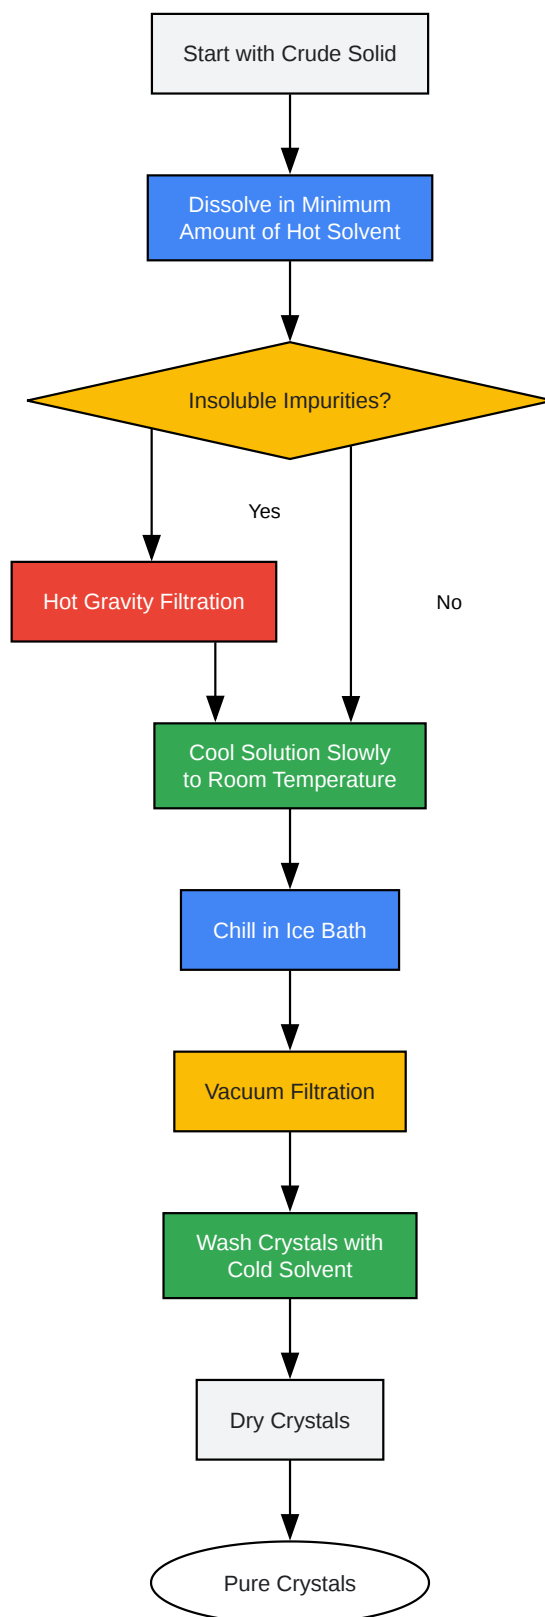 Start with Crude Solid
Dissolve in Minimum
Amount of Hot Solvent
Insoluble Impurities?
Yes
Hot Gravity Filtration
No
Cool Solution Slowly
to Room Temperature
Chill in Ice Bath
Vacuum Filtration
Wash Crystals with
Cold Solvent
Dry Crystals
Pure Crystals